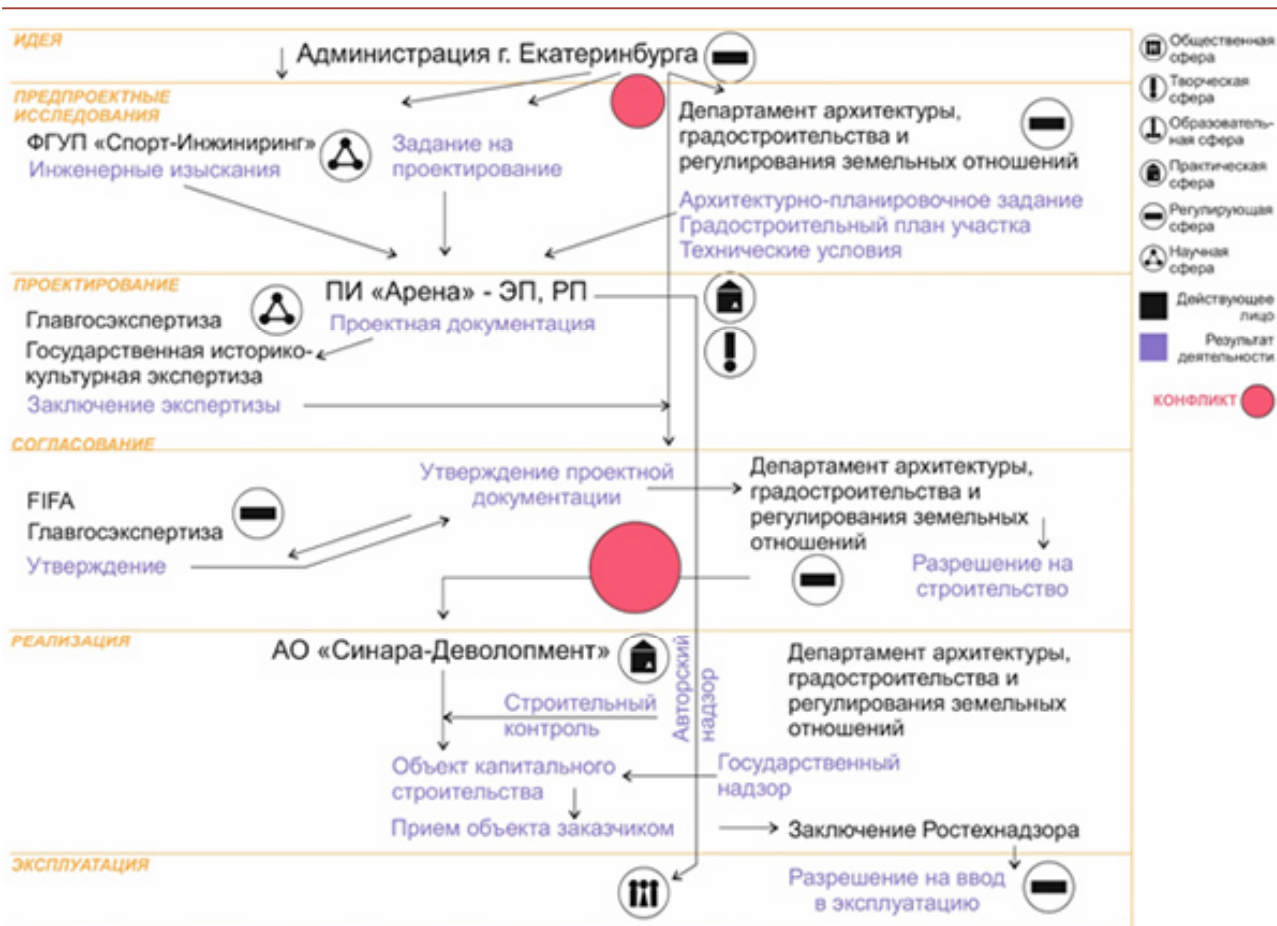 ИДЕЯ
Администрация г. Екатеринбурга
ПРЕДПРОЕКТНЫЕ
ИССЛЕДОВАНИЯ
ФГУП «Спорт-Инжиниринг»
Инженерные изыскания
Задание на
проектирование
Департамент архитектуры,
градостроительства и
регулирования земельных отношений
Архитектурно-планировочное задание
Градостроительный план участка
Технические условия
ПРОЕКТИРОВАНИЕ
ПИ «Арена» - ЭП, РП
Проектная документация
Главгосэкспертиза
Государственная историко-
культурная экспертиза
Заключение экспертизы
СОГЛАСОВАНИЕ
FIFA
Главгосэкспертиза
Утверждение
Утверждение проектной
документации
Департамент архитектуры,
градостроительства и
регулирования земельных
отношений
Разрешение на
строительство
РЕАЛИЗАЦИЯ
АО «Синара-Деволопмент»
Строительный
контроль
Авторский
надзор
Департамент архитектуры,
градостроительства и
регулирования земельных
отношений
Объект капитального
строительства
Государственный
надзор
Прием объекта заказчиком
Заключение Ростехнадзора
ЭКСПЛУАТАЦИЯ
Разрешение на ввод
в эксплуатацию
Общественная
сфера
Творческая
сфера
Образователь-
ная сфера
Практическая
сфера
Регулирующая
сфера
Научная
сфера
Действующее
лицо
Результат
деятельности
КОНФЛИКТ